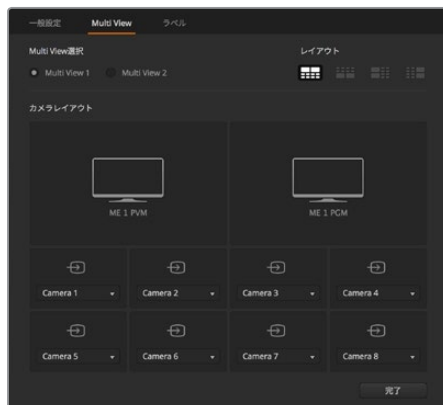 一般設定 Multi View ラベル
Multi View選択 レイアウト
Multi View 1 Multi View 2
カメラレイアウト
ME 1 PVM ME 1 PGM
Camera 1 Camera 2 Camera 3 Camera 4
Camera 5 Camera 6 Camera 7 Camera 8
完了